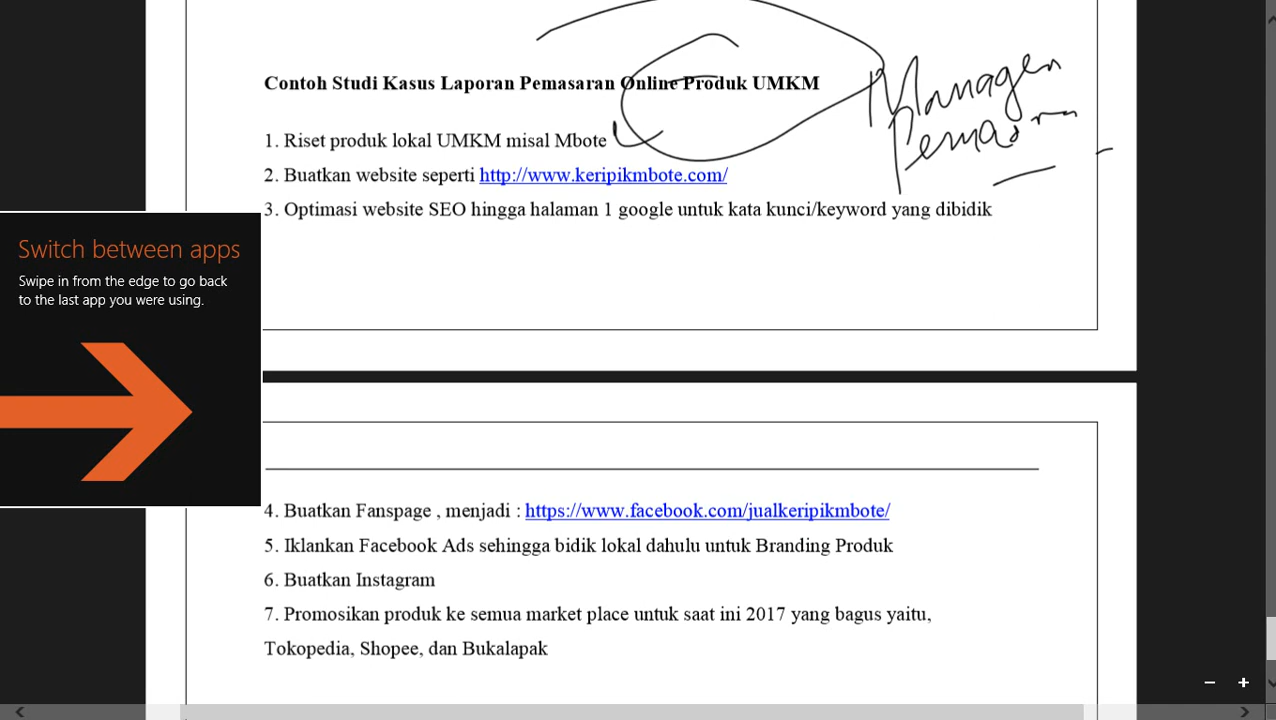 Contoh Studi Kasus Laporan Pemasaran Online Produk UMKM
Managen
Pemasa
1. Riset produk lokal UMKM misal Mbote
2. Buatkan website seperti http://www.keripikmbote.com/
3. Optimasi website SEO hingga halaman 1 google untuk kata kunci/keyword yang dibidik
Switch between apps
Swipe in from the edge to go back
to the last app you were using.
4. Buatkan Fanspage , menjadi : https://www.facebook.com/jualkeripikmbote/
5. Iklankan Facebook Ads sehingga bidik lokal dahulu untuk Branding Produk
6. Buatkan Instagram
7. Promosikan produk ke semua market place untuk saat ini 2017 yang bagus yaitu,
Tokopedia, Shopee, dan Bukalapak